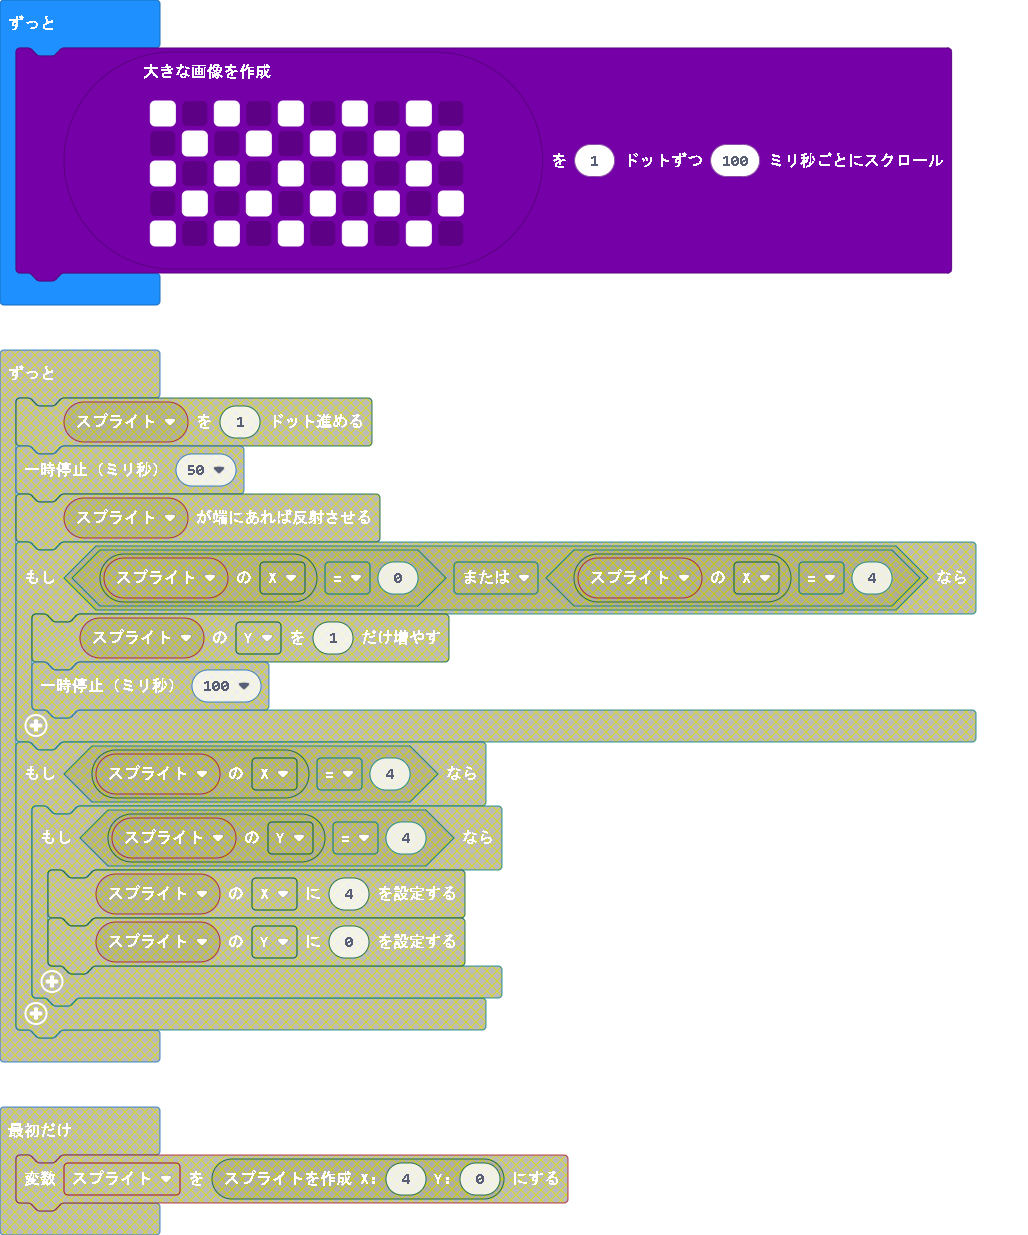 ずっと
大きな画像を作成
を 1 ドットずつ 100 ミリ秒ごとにスクロール
ずっと
スプライト を 1 ドット進める
一時停止（ミリ秒） 50
スプライト が端にあれば反射させる
もし スプライト の X = 0 または スプライト の X = 4 なら
スプライト の Y を 1 だけ増やす
一時停止（ミリ秒） 100
もし スプライト の X = 4 なら
もし スプライト の Y = 4 なら
スプライト の X に 4 を設定する
スプライト の Y に 0 を設定する
最初だけ
変数 スプライト を スプライトを作成 X: 4 Y: 0 にする